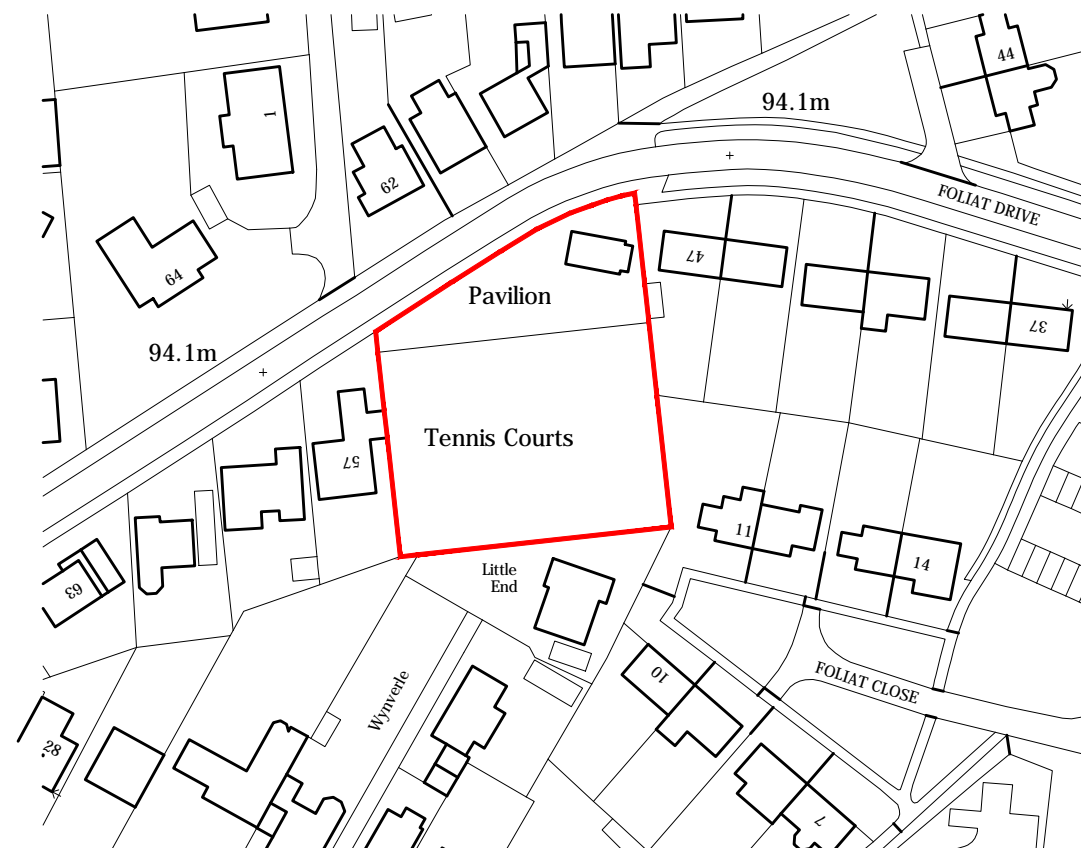 44
94.1m
1
62
FOLIAT DRIVE
64
47
Pavilion
37
94.1m
Tennis Courts
57
11
14
Little
End
63
10
FOLIAT CLOSE
Wynverle
28
7